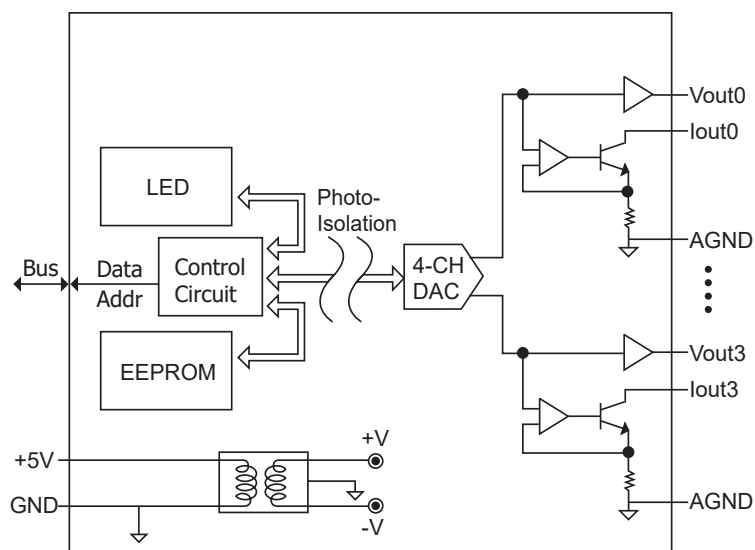 Vout0
Iout0
LED
Photo-
Isolation
AGND
Bus
Data
Addr
Control
Circuit
4-CH
DAC
Vout3
EEPROM
Iout3
+V
+5V
GND
-V
AGND